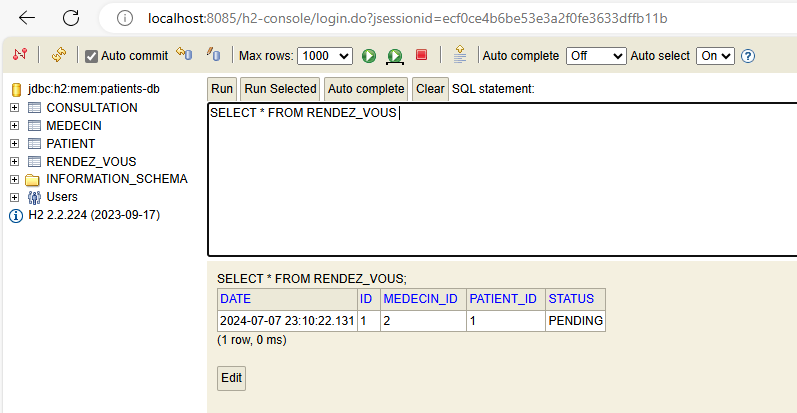 localhost:8085/h2-console/login.do?jsessionid=ecf0ce4b6be53e3a2f0fe3633dffb11b
Auto commit Max rows: 1000 Auto complete Off Auto select On
jdbc:h2:mem:patients-db
CONSULTATION
MEDECIN
PATIENT
RENDEZ_VOUS
INFORMATION_SCHEMA
Users
H2 2.2.224 (2023-09-17)
Run Run Selected Auto complete Clear SQL statement:
SELECT * FROM RENDEZ_VOUS
SELECT * FROM RENDEZ_VOUS;
DATE ID MEDECIN_ID PATIENT_ID STATUS
2024-07-07 23:10:22.131 1 2 1 PENDING
(1 row, 0 ms)
Edit